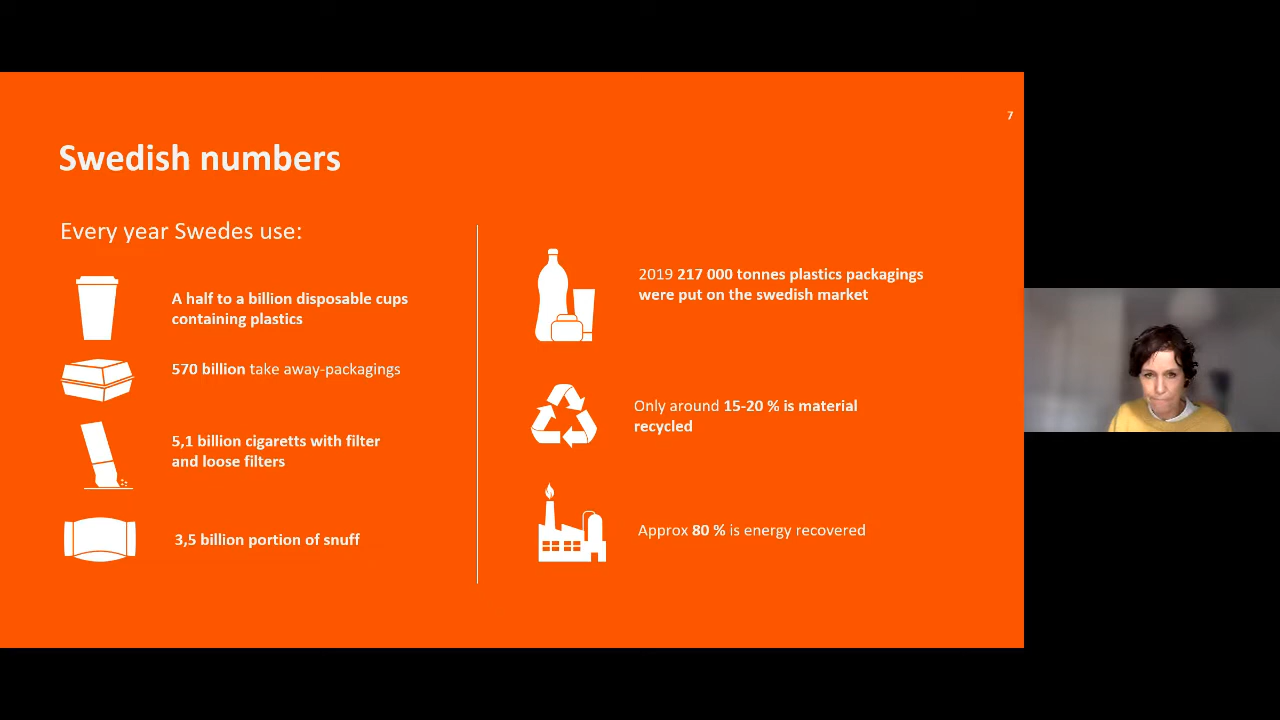 7
Swedish numbers
Every year Swedes use:
A half to a billion disposable cups
containing plastics
570 billion take away-packagings
5,1 billion cigaretts with filter
and loose filters
3,5 billion portion of snuff
2019 217 000 tonnes plastics packagings
were put on the swedish market
Only around 15-20 % is material
recycled
Approx 80 % is energy recovered